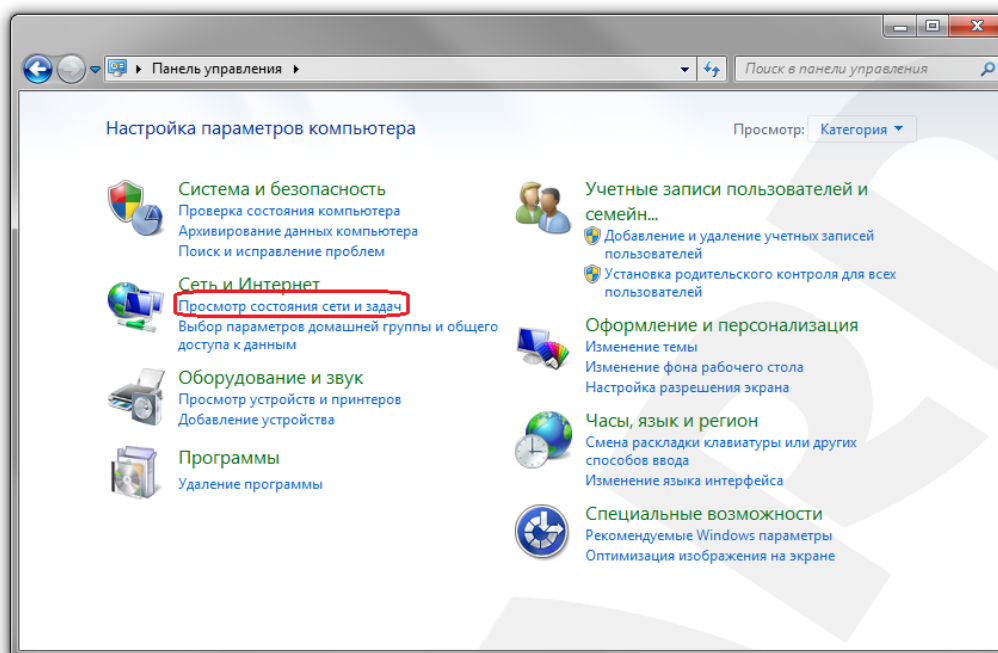 Панель управления
Поиск в панели управления
Настройка параметров компьютера
Просмотр: Категория
Система и безопасность
Проверка состояния компьютера
Архивирование данных компьютера
Поиск и исправление проблем
Сеть и Интернет
Просмотр состояния сети и задач
Выбор параметров домашней группы и общего
доступа к данным
Оборудование и звук
Просмотр устройств и принтеров
Добавление устройства
Программы
Удаление программы
Учетные записи пользователей и
семейн...
Добавление и удаление учетных записей
пользователей
Установка родительского контроля для всех
пользователей
Оформление и персонализация
Изменение темы
Изменение фона рабочего стола
Настройка разрешения экрана
Часы, язык и регион
Смена раскладки клавиатуры или других
способов ввода
Изменение языка интерфейса
Специальные возможности
Рекомендуемые Windows параметры
Оптимизация изображения на экране